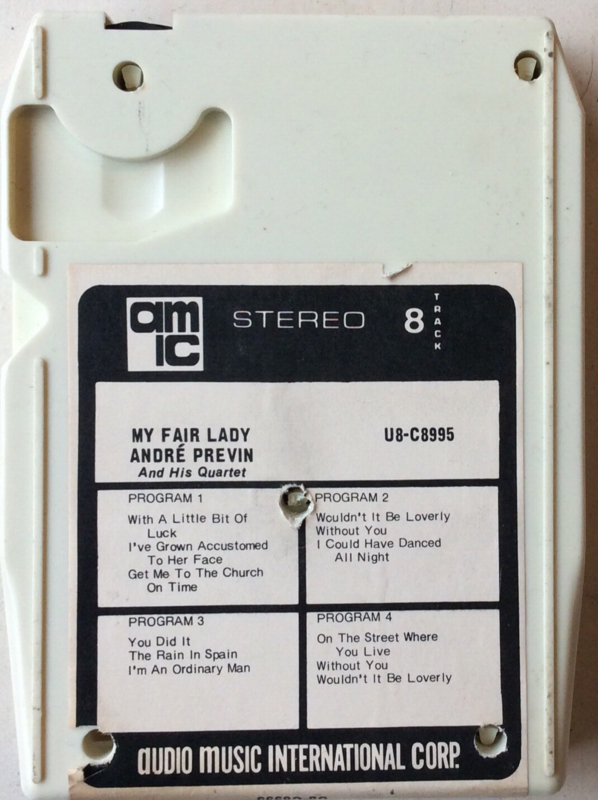 am
ic
STEREO 8 TRACK
MY FAIR LADY U8-C8995
ANDRÉ PREVIN
And His Quartet
PROGRAM 1
With A Little Bit Of
Luck
I've Grown Accustomed
To Her Face
Get Me To The Church
On Time
PROGRAM 2
Wouldn't It Be Loverly
Without You
I Could Have Danced
All Night
PROGRAM 3
You Did It
The Rain In Spain
I'm An Ordinary Man
PROGRAM 4
On The Street Where
You Live
Without You
Wouldn't It Be Loverly
AUDIO MUSIC INTERNATIONAL CORP.